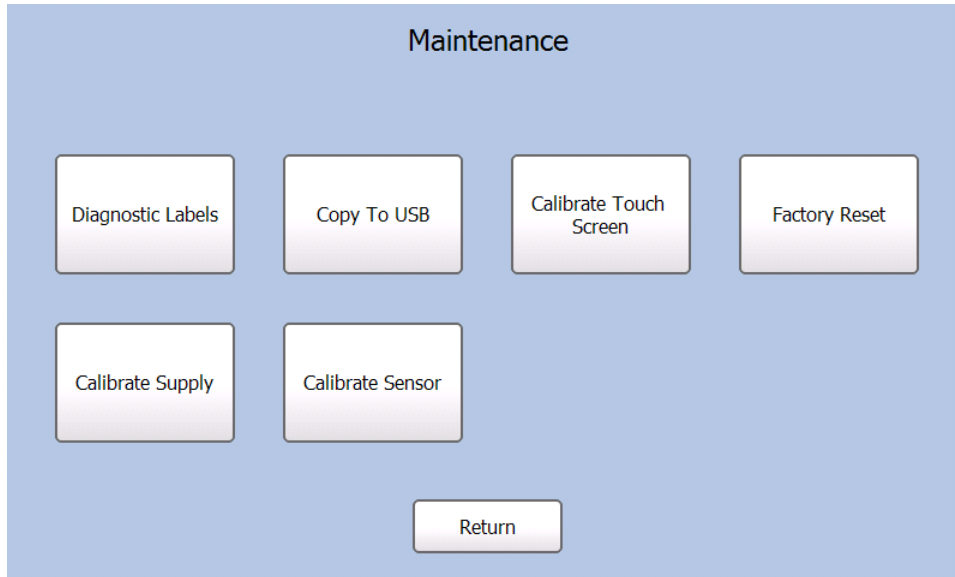 Maintenance
Diagnostic Labels
Copy To USB
Calibrate Touch
Screen
Factory Reset
Calibrate Supply
Calibrate Sensor
Return